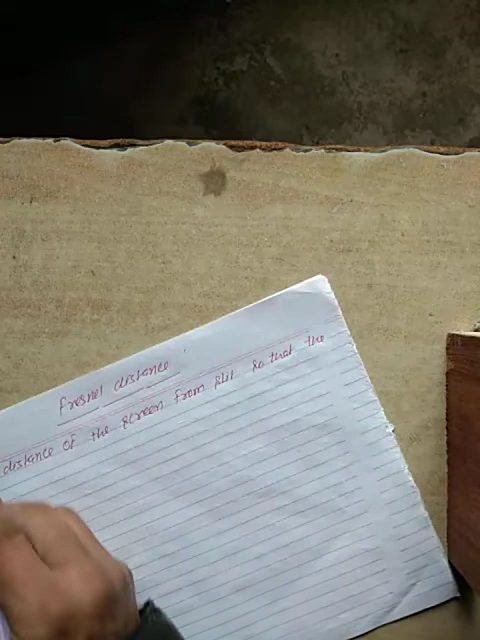 fresnel distance
distance of the screen from slit so that the